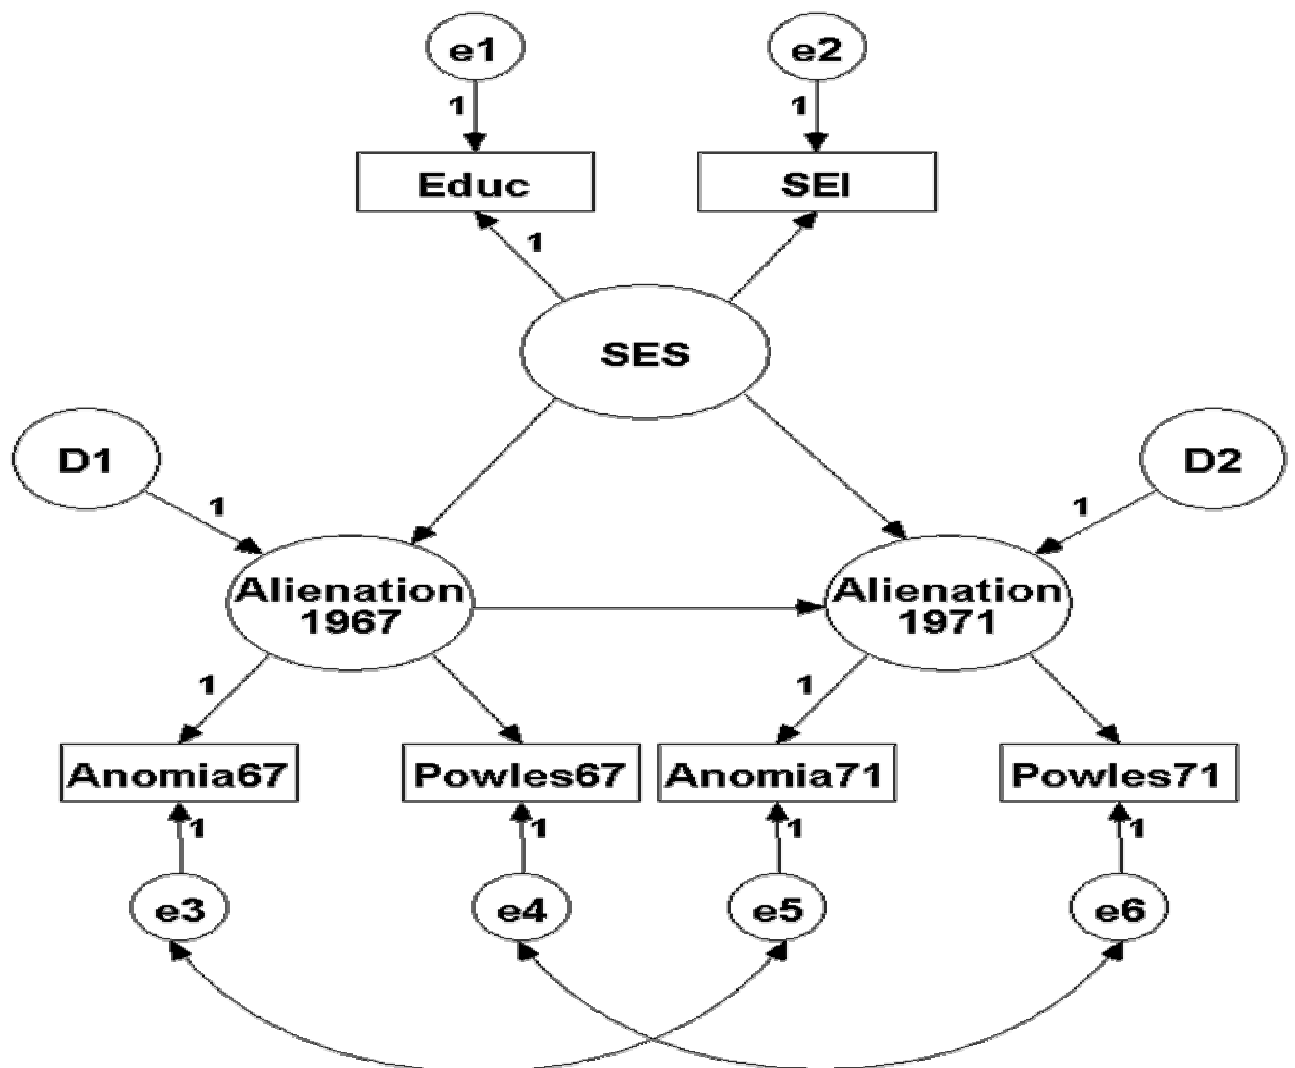 e1
e2
1
1
Educ
SEI
1
SES
D1
D2
1
1
Alienation
1967
Alienation
1971
1
1
Anomia67
Powles67
Anomia71
Powles71
1
1
1
1
e3
e4
e5
e6